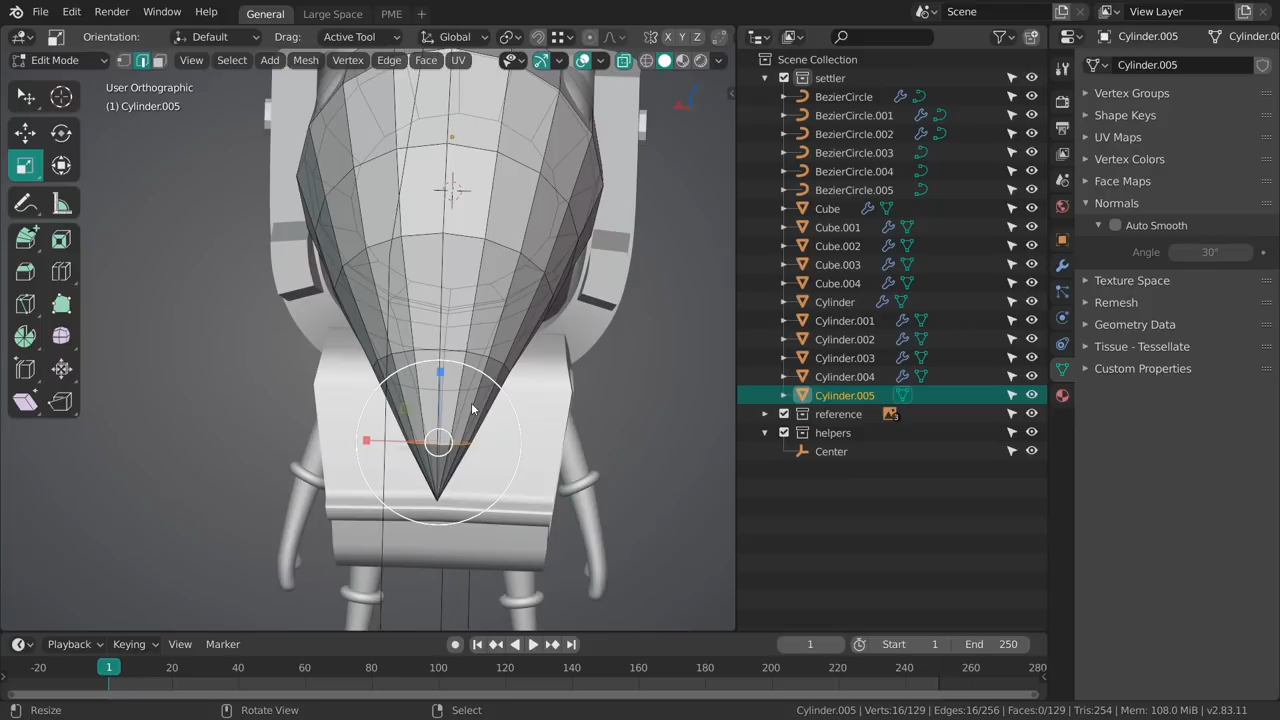 File Edit Render Window Help General Large Space PME + Scene View Layer
Orientation: Default Drag: Active Tool Global X Y Z Cylinder.005 Cylinder.00
Edit Mode View Select Add Mesh Vertex Edge Face UV
User Orthographic
(1) Cylinder.005
Scene Collection
settler
BezierCircle
BezierCircle.001
BezierCircle.002
BezierCircle.003
BezierCircle.004
BezierCircle.005
Cube
Cube.001
Cube.002
Cube.003
Cube.004
Cylinder
Cylinder.001
Cylinder.002
Cylinder.003
Cylinder.004
Cylinder.005
reference 3
helpers
Center
Cylinder.005
Vertex Groups
Shape Keys
UV Maps
Vertex Colors
Face Maps
Normals
Auto Smooth
Angle 30°
Texture Space
Remesh
Geometry Data
Tissue - Tessellate
Custom Properties
Playback Keying View Marker 1 Start 1 End 250
-20 1 20 40 60 80 100 120 140 160 180 200 220 240 260 280
Resize Rotate View Select Cylinder.005 | Verts:16/129 | Edges:16/256 | Faces:0/129 | Tris:254 | Mem: 108.0 MiB | v2.83.11